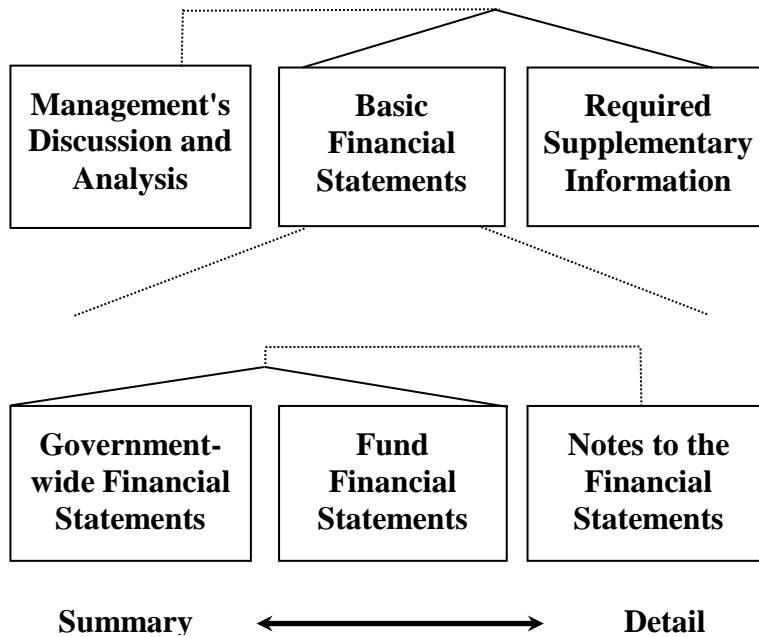 Management's
Discussion and
Analysis
Basic
Financial
Statements
Required
Supplementary
Information
Government-
wide Financial
Statements
Fund
Financial
Statements
Notes to the
Financial
Statements
Summary
Detail